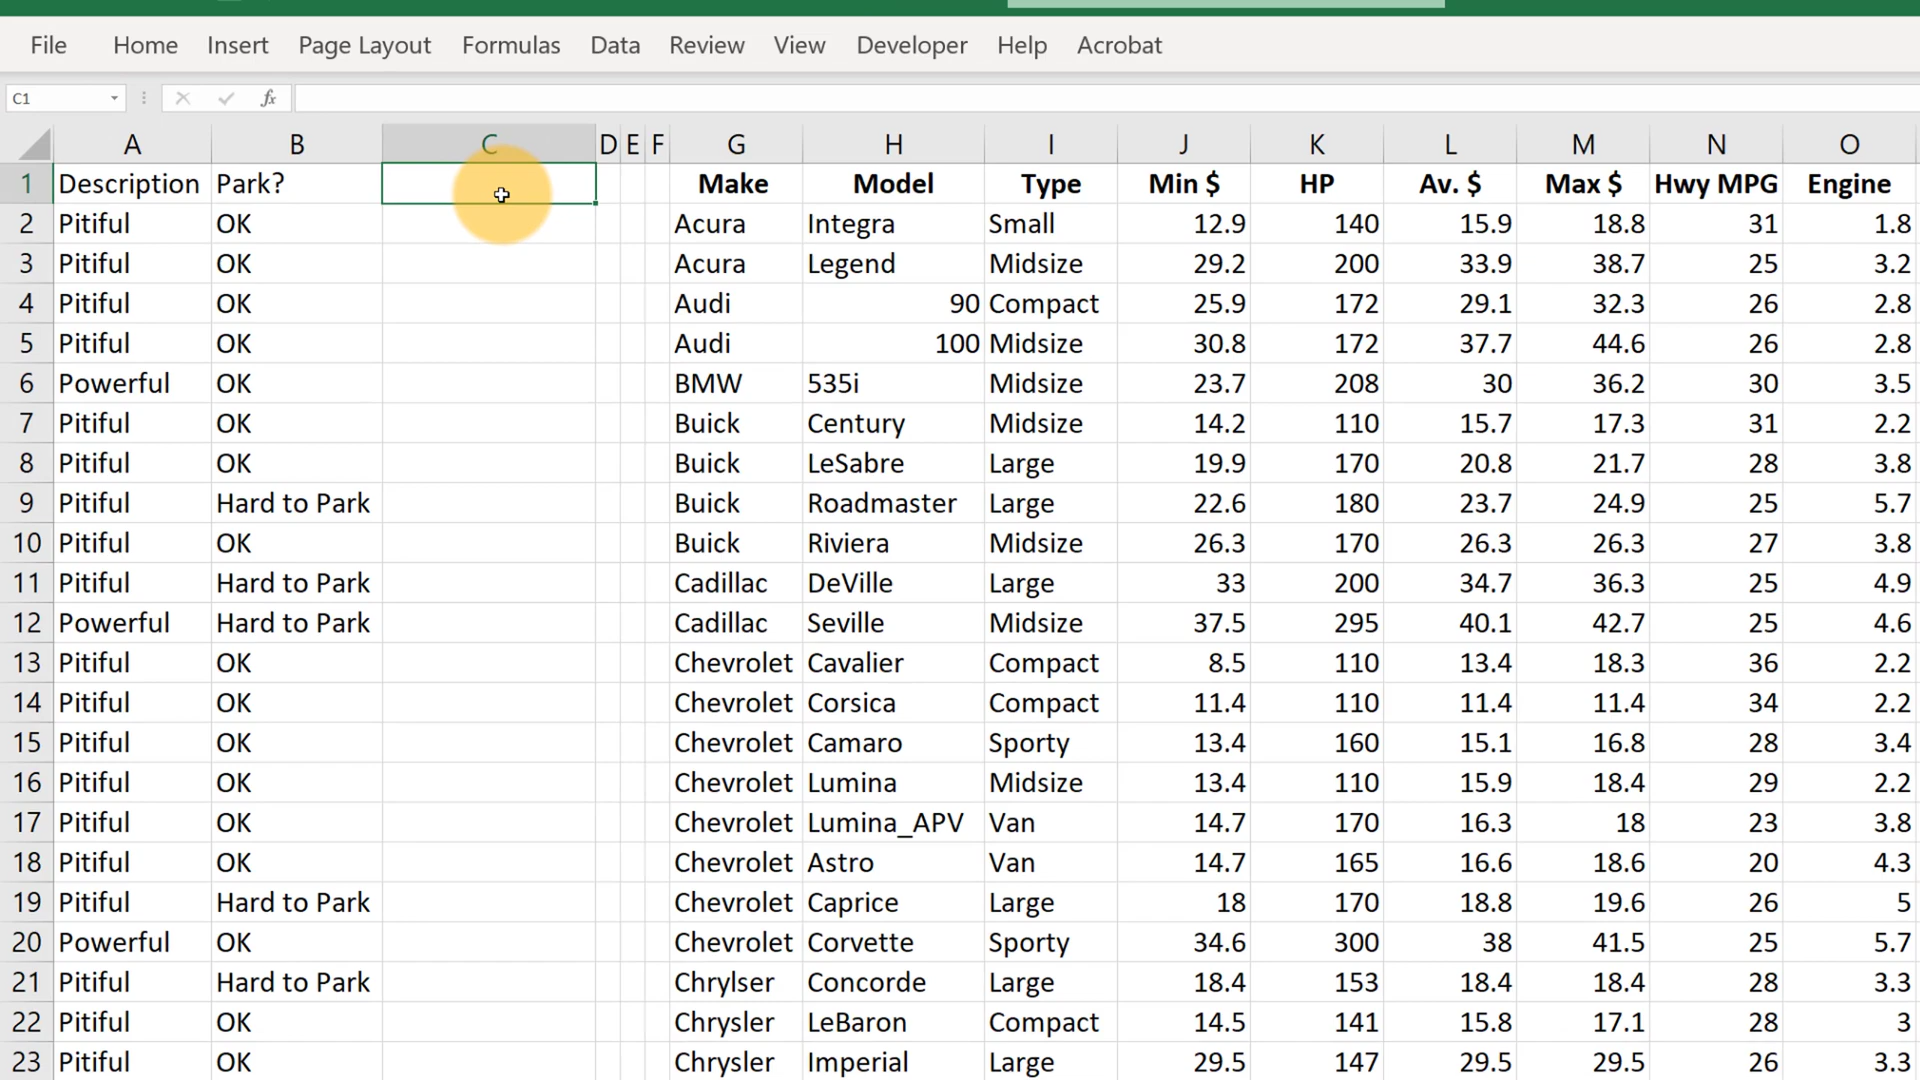 File Home Insert Page Layout Formulas Data Review View Developer Help Acrobat
C1 fx
A B C D E F G H I J K L M N O
1 Description Park? Make Model Type Min $ HP Av. $ Max $ Hwy MPG Engine
2 Pitiful OK Acura Integra Small 12.9 140 15.9 18.8 31 1.8
3 Pitiful OK Acura Legend Midsize 29.2 200 33.9 38.7 25 3.2
4 Pitiful OK Audi 90 Compact 25.9 172 29.1 32.3 26 2.8
5 Pitiful OK Audi 100 Midsize 30.8 172 37.7 44.6 26 2.8
6 Powerful OK BMW 535i Midsize 23.7 208 30 36.2 30 3.5
7 Pitiful OK Buick Century Midsize 14.2 110 15.7 17.3 31 2.2
8 Pitiful OK Buick LeSabre Large 19.9 170 20.8 21.7 28 3.8
9 Pitiful Hard to Park Buick Roadmaster Large 22.6 180 23.7 24.9 25 5.7
10 Pitiful OK Buick Riviera Midsize 26.3 170 26.3 26.3 27 3.8
11 Pitiful Hard to Park Cadillac DeVille Large 33 200 34.7 36.3 25 4.9
12 Powerful Hard to Park Cadillac Seville Midsize 37.5 295 40.1 42.7 25 4.6
13 Pitiful OK Chevrolet Cavalier Compact 8.5 110 13.4 18.3 36 2.2
14 Pitiful OK Chevrolet Corsica Compact 11.4 110 11.4 11.4 34 2.2
15 Pitiful OK Chevrolet Camaro Sporty 13.4 160 15.1 16.8 28 3.4
16 Pitiful OK Chevrolet Lumina Midsize 13.4 110 15.9 18.4 29 2.2
17 Pitiful OK Chevrolet Lumina_APV Van 14.7 170 16.3 18 23 3.8
18 Pitiful OK Chevrolet Astro Van 14.7 165 16.6 18.6 20 4.3
19 Pitiful Hard to Park Chevrolet Caprice Large 18 170 18.8 19.6 26 5
20 Powerful OK Chevrolet Corvette Sporty 34.6 300 38 41.5 25 5.7
21 Pitiful Hard to Park Chrylser Concorde Large 18.4 153 18.4 18.4 28 3.3
22 Pitiful OK Chrysler LeBaron Compact 14.5 141 15.8 17.1 28 3
23 Pitiful OK Chrysler Imperial Large 29.5 147 29.5 29.5 26 3.3